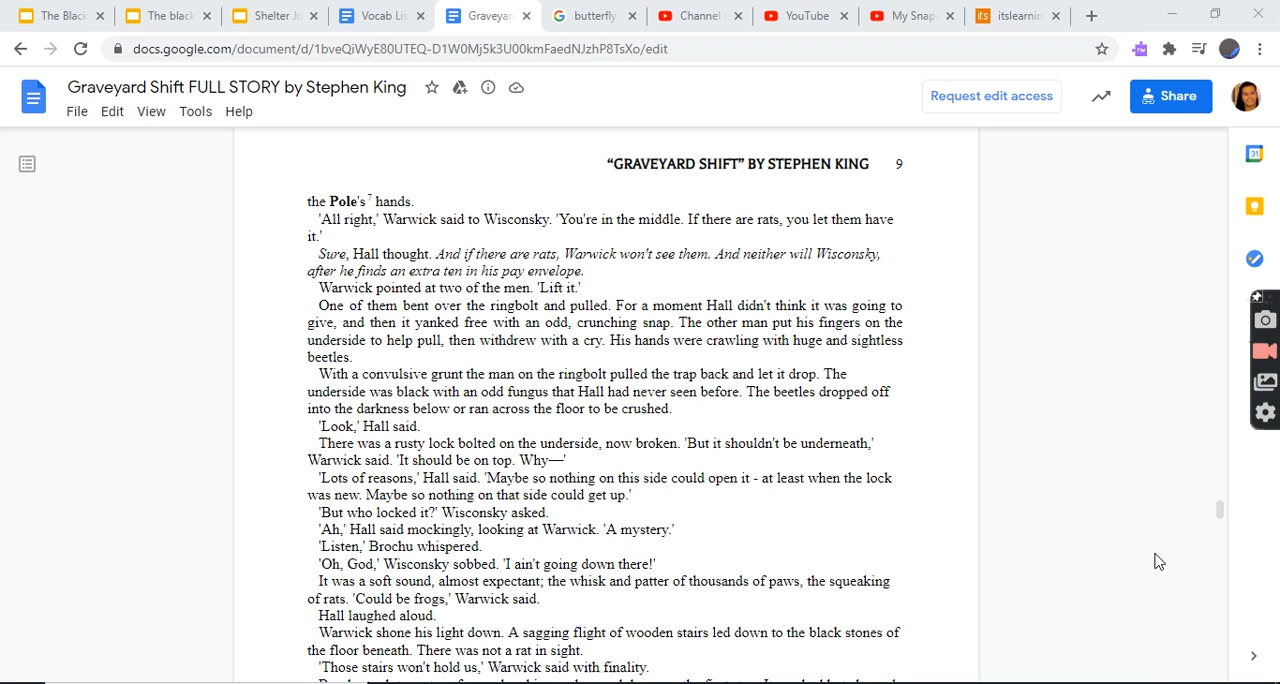 The Black
The black
Shelter Jo
Vocab Lis
Graveyar
butterfly
Channel
YouTube
My Snap
itslearnin
docs.google.com/document/d/1bveQiWyE80UTEQ-D1W0Mj5k3U00kmFaedNJzhP8TsXo/edit
Graveyard Shift FULL STORY by Stephen King
Request edit access
Share
File Edit View Tools Help
“GRAVEYARD SHIFT” BY STEPHEN KING 9
the Pole's7 hands.
'All right,' Warwick said to Wisconsky. 'You're in the middle. If there are rats, you let them have
it.'
Sure, Hall thought. And if there are rats, Warwick won't see them. And neither will Wisconsky,
after he finds an extra ten in his pay envelope.
Warwick pointed at two of the men. 'Lift it.'
One of them bent over the ringbolt and pulled. For a moment Hall didn't think it was going to
give, and then it yanked free with an odd, crunching snap. The other man put his fingers on the
underside to help pull, then withdrew with a cry. His hands were crawling with huge and sightless
beetles.
With a convulsive grunt the man on the ringbolt pulled the trap back and let it drop. The
underside was black with an odd fungus that Hall had never seen before. The beetles dropped off
into the darkness below or ran across the floor to be crushed.
'Look,' Hall said.
There was a rusty lock bolted on the underside, now broken. 'But it shouldn't be underneath,'
Warwick said. 'It should be on top. Why—'
'Lots of reasons,' Hall said. 'Maybe so nothing on this side could open it - at least when the lock
was new. Maybe so nothing on that side could get up.'
'But who locked it?' Wisconsky asked.
'Ah,' Hall said mockingly, looking at Warwick. 'A mystery.'
'Listen,' Brochu whispered.
'Oh, God,' Wisconsky sobbed. 'I ain't going down there!'
It was a soft sound, almost expectant; the whisk and patter of thousands of paws, the squeaking
of rats. 'Could be frogs,' Warwick said.
Hall laughed aloud.
Warwick shone his light down. A sagging flight of wooden stairs led down to the black stones of
the floor beneath. There was not a rat in sight.
'Those stairs won't hold us,' Warwick said with finality.